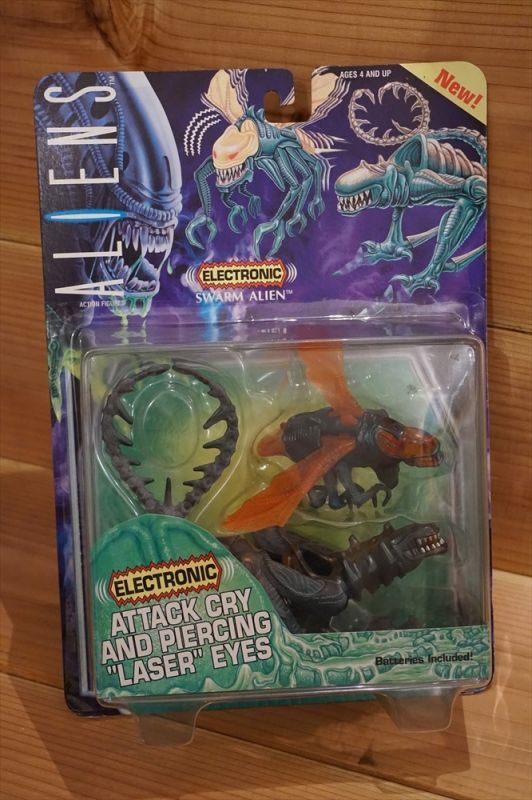 ALIENS™
ACTION FIGURES
AGES 4 AND UP
New!
ELECTRONIC
SWARM ALIEN™
ELECTRONIC
ATTACK CRY
AND PIERCING
"LASER" EYES
Batteries Included!